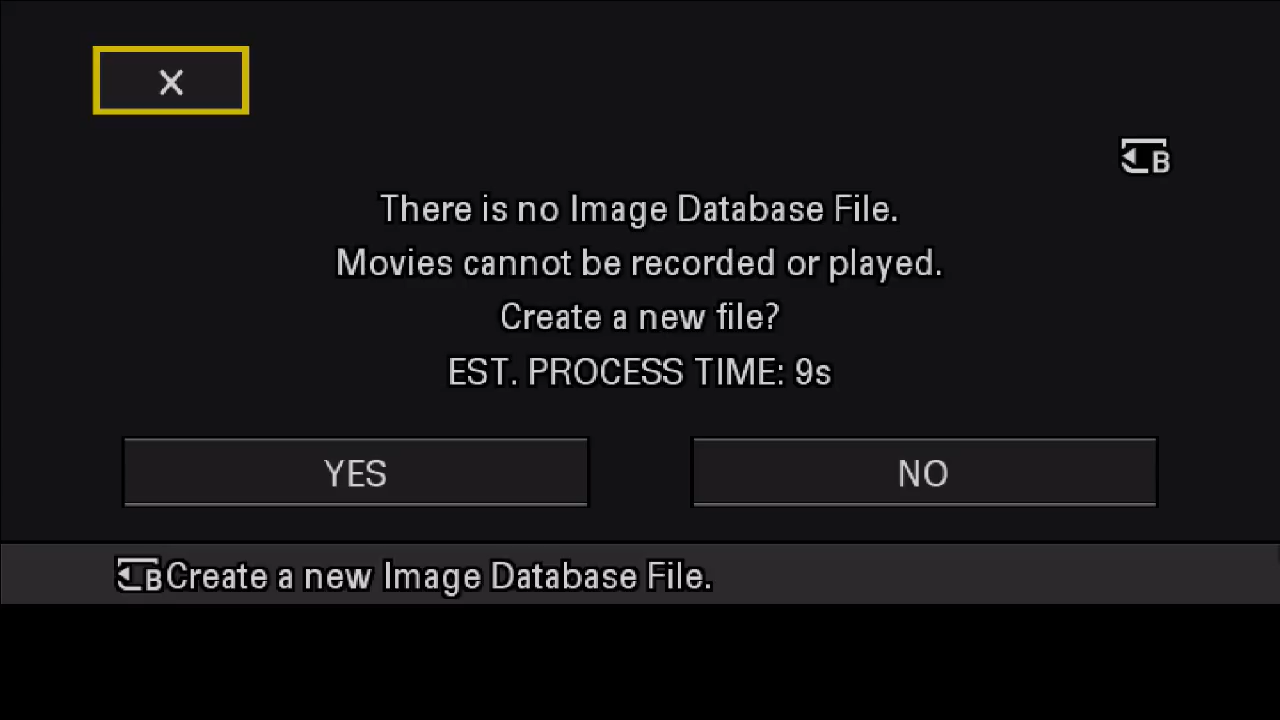 X
B
There is no Image Database File.
Movies cannot be recorded or played.
Create a new file?
EST. PROCESS TIME: 9s
YES
NO
B Create a new Image Database File.